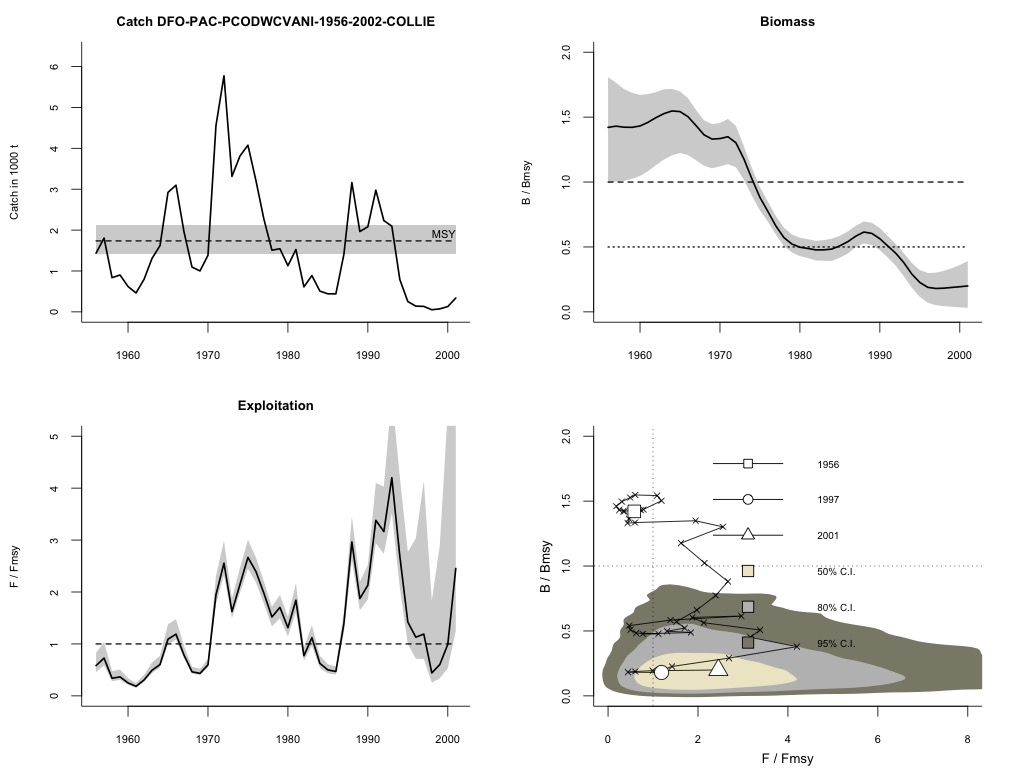 Catch DFO-PAC-PCODWCVANI-1956-2002-COLLIE
Catch in 1000 t
0 1 2 3 4 5 6
MSY
1960 1970 1980 1990 2000
Biomass
B / Bmsy
0.0 0.5 1.0 1.5 2.0
1960 1970 1980 1990 2000
Exploitation
F / Fmsy
0 1 2 3 4 5
1960 1970 1980 1990 2000
B / Bmsy
0.0 0.5 1.0 1.5 2.0
1956
1997
2001
50% C.I.
80% C.I.
95% C.I.
0 2 4 6 8
F / Fmsy